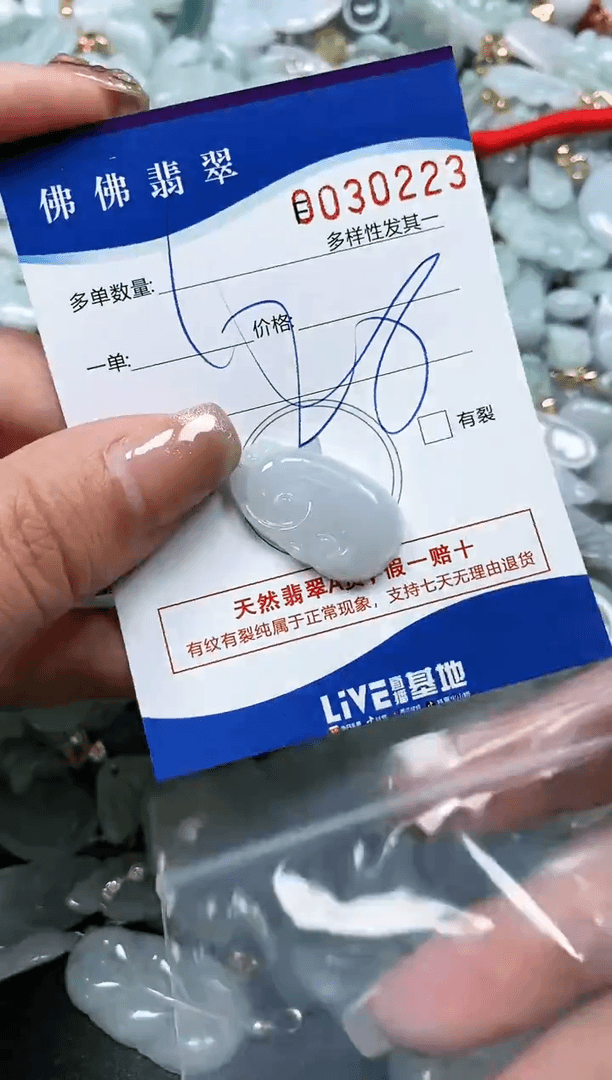 佛佛翡翠
E0030223
多样性发其一
多单数量:
一单:
价格:
有裂
天然翡翠A货,假一赔十
有纹有裂纯属于正常现象，支持七天无理由退货
LiVE直播基地